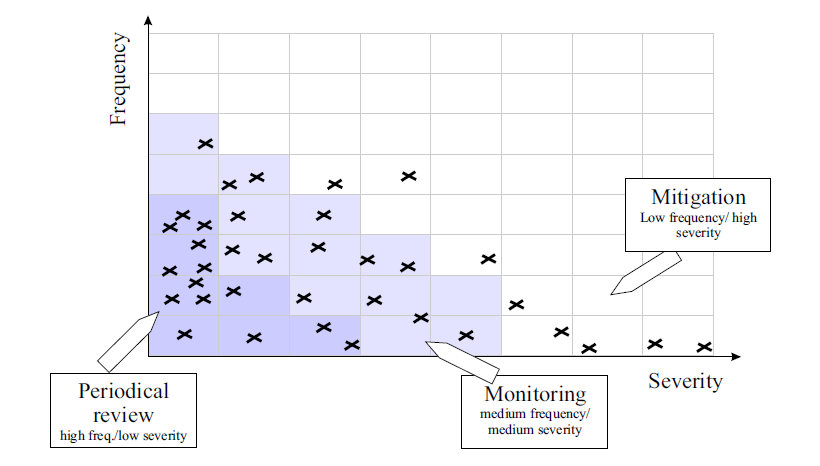 Frequency
Mitigation
Low frequency/ high
severity
Severity
Periodical
review
high freq./low severity
Monitoring
medium frequency/
medium severity